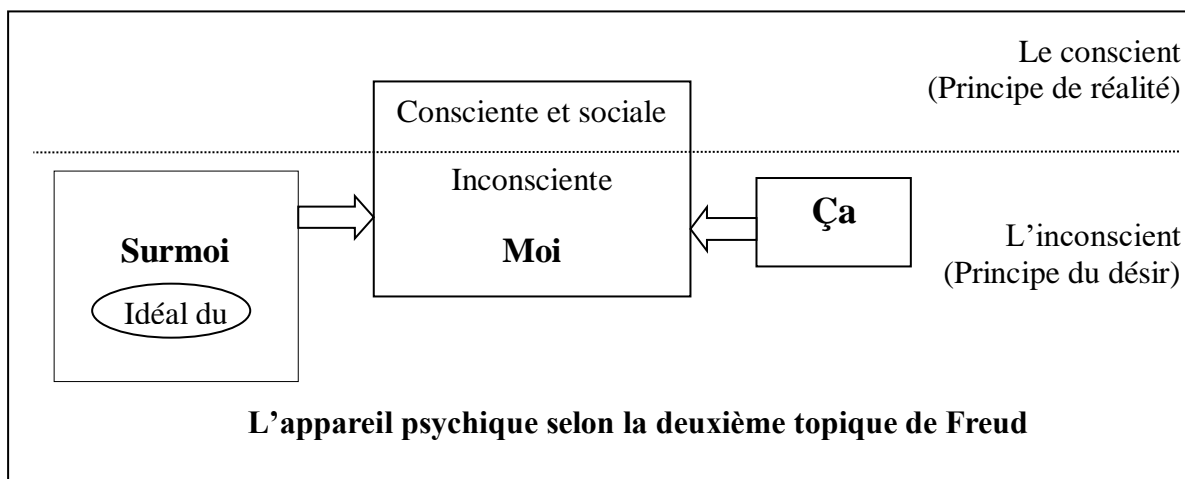 Le conscient
(Principe de réalité)
Consciente et sociale
Inconsciente
Surmoi
Moi
Ça
Idéal du
L’inconscient
(Principe du désir)
L’appareil psychique selon la deuxième topique de Freud